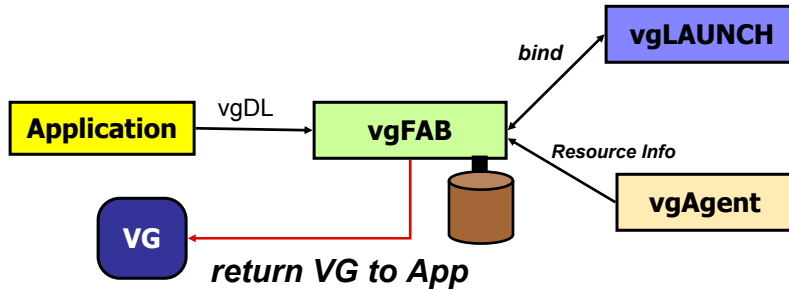 vgLAUNCH
bind
vgDL
Application
vgFAB
Resource Info
vgAgent
VG
return VG to App